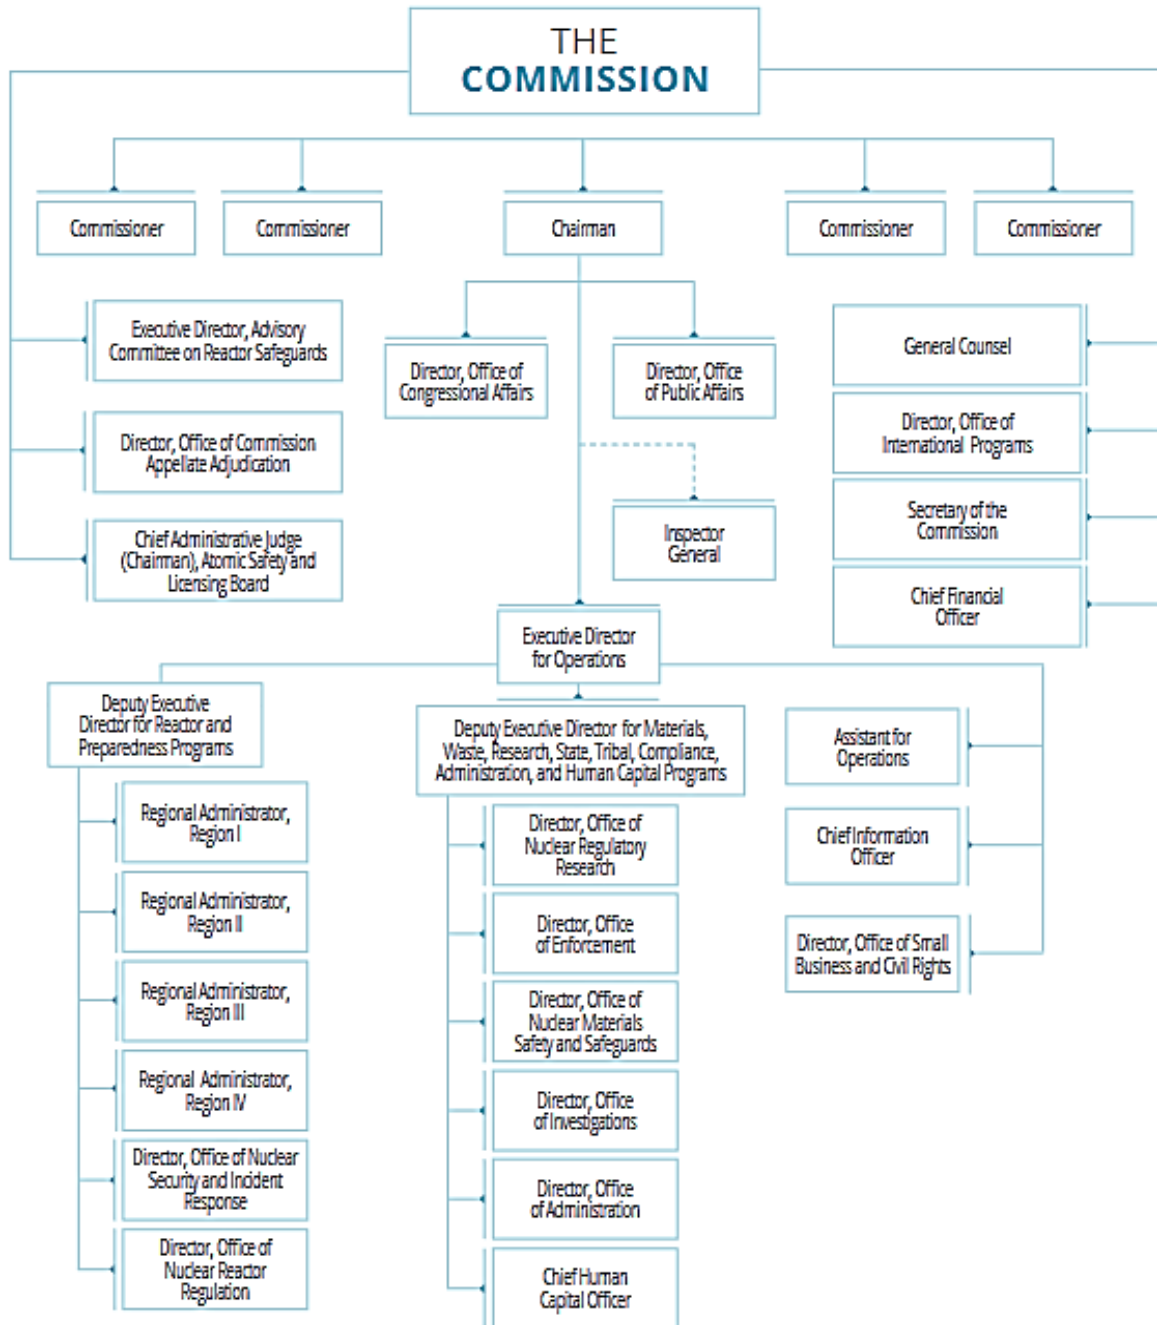 THE
COMMISSION
Commissioner
Commissioner
Chairman
Commissioner
Commissioner
Executive Director, Advisory
Committee on Reactor Safeguards
Director, Office of Commission
Appellate Adjudication
Chief Administrative Judge
(Chairman), Atomic Safety and
Licensing Board
Director, Office of
Congressional Affairs
Director, Office
of Public Affairs
Inspector
General
General Counsel
Director, Office of
International Programs
Secretary of the
Commission
Chief Financial
Officer
Executive Director
for Operations
Deputy Executive
Director for Reactor and
Preparedness Programs
Regional Administrator,
Region I
Regional Administrator,
Region II
Regional Administrator,
Region III
Regional Administrator,
Region IV
Director, Office of Nuclear
Security and Incident
Response
Director, Office of
Nuclear Reactor
Regulation
Deputy Executive Director for Materials,
Waste, Research, State, Tribal, Compliance,
Administration, and Human Capital Programs
Director, Office of
Nuclear Regulatory
Research
Director, Office
of Enforcement
Director, Office of
Nuclear Materials
Safety and Safeguards
Director, Office
of Investigations
Director, Office
of Administration
Chief Human
Capital Officer
Assistant for
Operations
Chief Information
Officer
Director, Office of Small
Business and Civil Rights